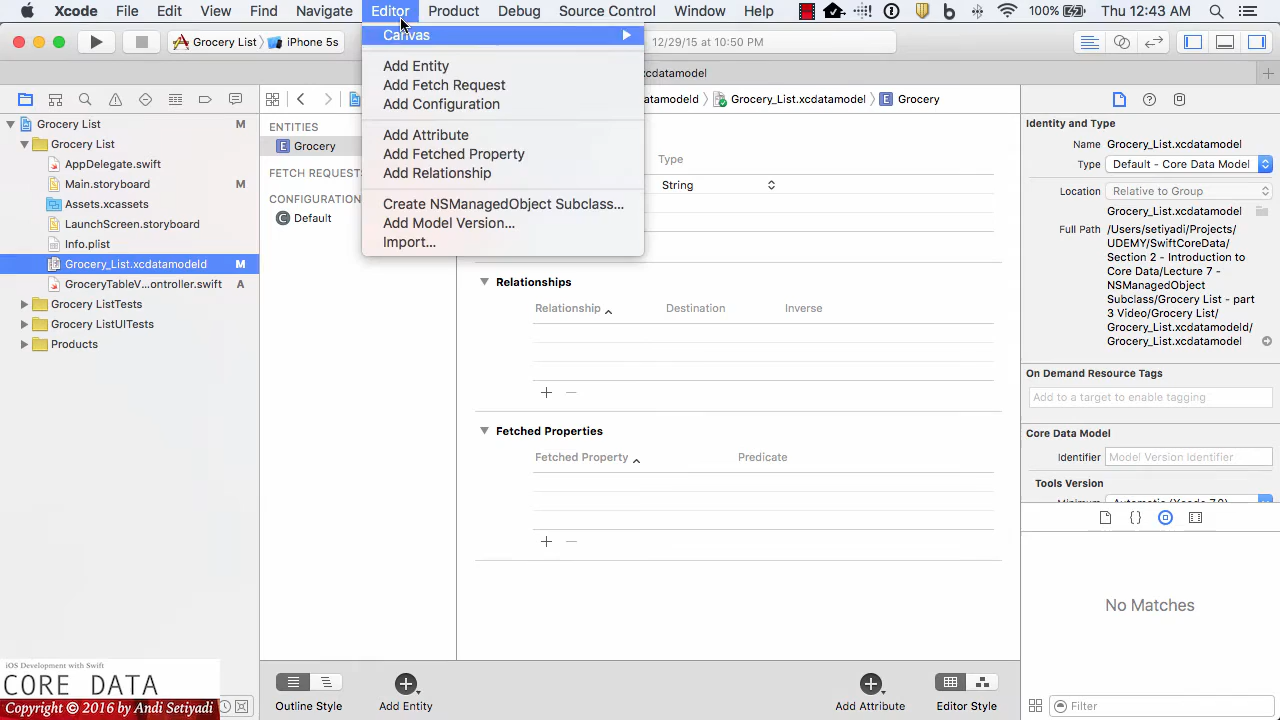 Xcode File Edit View Find Navigate Editor Product Debug Source Control Window Help 100% Thu 12:43 AM
Grocery List iPhone 5s 12/29/15 at 10:50 PM
Canvas
Add Entity
Add Fetch Request
Add Configuration
Add Attribute
Add Fetched Property
Add Relationship
Create NSManagedObject Subclass...
Add Model Version...
Import...
cdatamodel
atamodeld Grocery_List.xcdatamodel E Grocery
Grocery List M
Grocery List
AppDelegate.swift
Main.storyboard M
Assets.xcassets
LaunchScreen.storyboard
Info.plist
Grocery_List.xcdatamodeld M
GroceryTableV...ontroller.swift A
Grocery ListTests
Grocery ListUITests
Products
ENTITIES
E Grocery
FETCH REQUESTS
CONFIGURATIO
C Default
Type
String
Relationships
Relationship Destination Inverse
Fetched Properties
Fetched Property Predicate
Outline Style Add Entity Add Attribute Editor Style
Identity and Type
Name Grocery_List.xcdatamodel
Type Default - Core Data Model
Location Relative to Group
Grocery_List.xcdatamodel
Full Path /Users/setiyadi/Projects/
UDEMY/SwiftCoreData/
Section 2 - Introduction to
Core Data/Lecture 7 -
NSManagedObject
Subclass/Grocery List - part
3 Video/Grocery List/
Grocery_List.xcdatamodeld/
Grocery_List.xcdatamodel
On Demand Resource Tags
Add to a target to enable tagging
Core Data Model
Identifier Model Version Identifier
Tools Version
Minimum Automatic (Xcode 7.0)
No Matches
Filter
iOS Development with Swift
CORE DATA
Copyright © 2016 by Andi Setiyadi